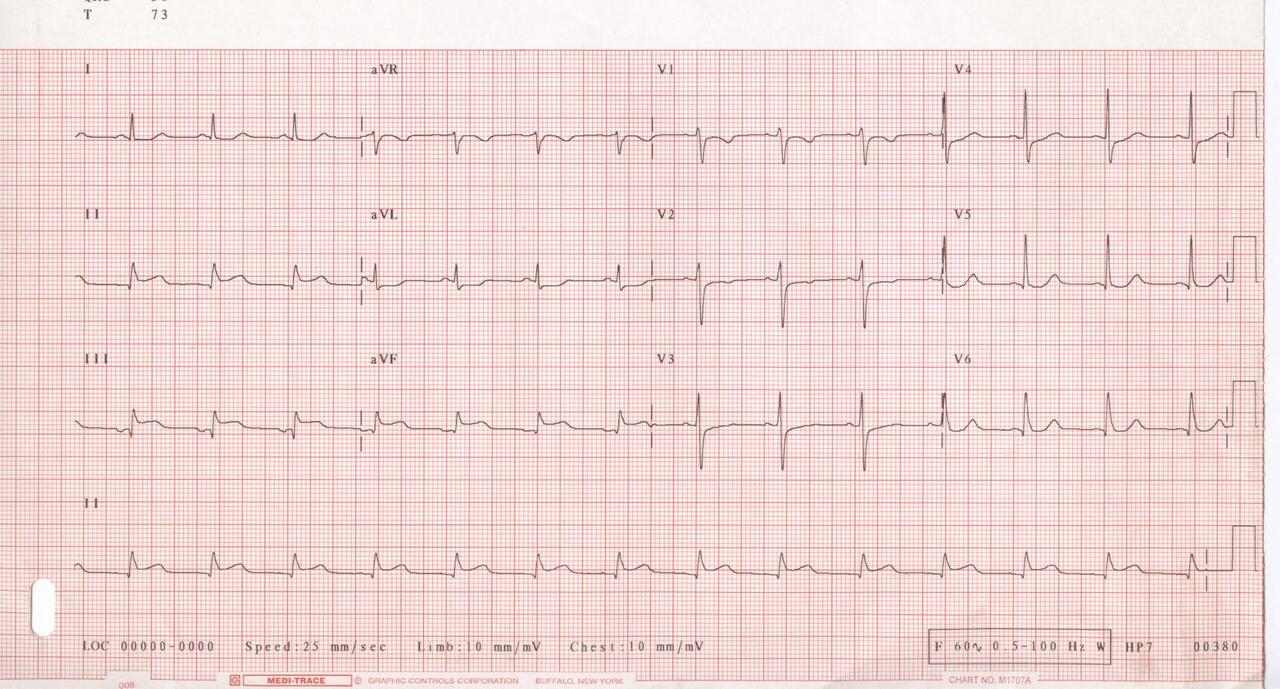 T 73
I aVR V1 V4
II aVL V2 V5
III aVF V3 V6
II
LOC 00000-0000 Speed:25 mm/sec Limb:10 mm/mV Chest:10 mm/mV F 60∿ 0.5-100 Hz W HP7 00380
008 G MEDI-TRACE © GRAPHIC CONTROLS CORPORATION BUFFALO, NEW YORK CHART NO. M1707A